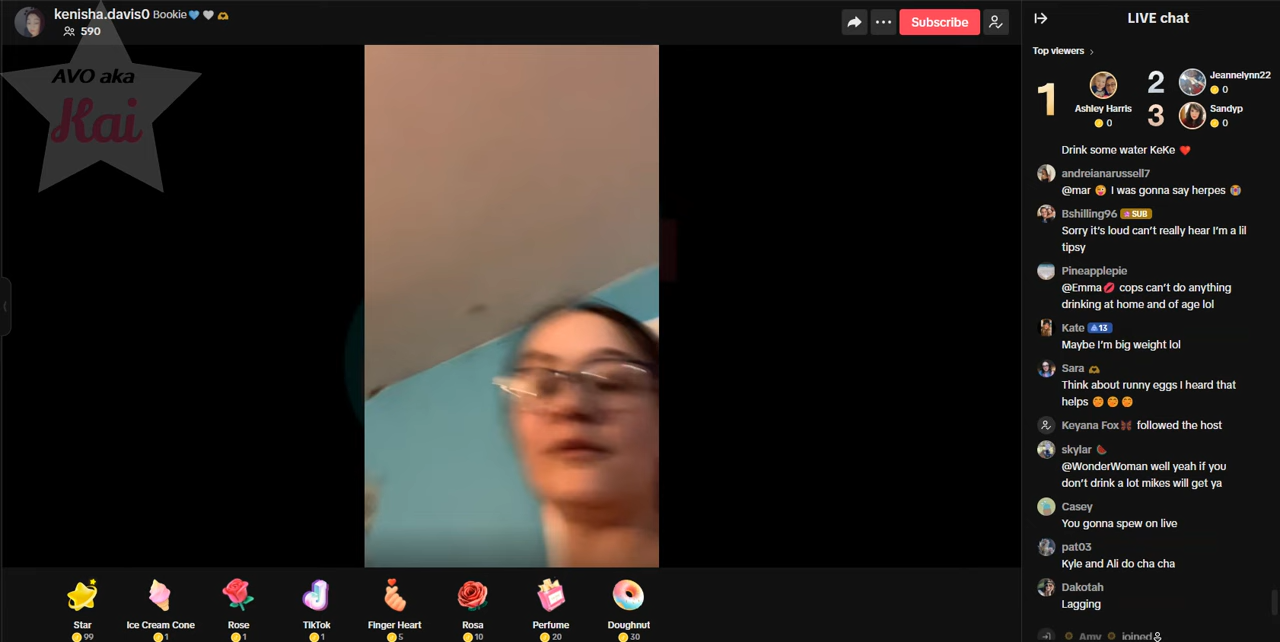 kenisha.davis0 Bookie💙🤍🫶
590
Subscribe
AVO aka
Kai
LIVE chat
Top viewers
1
Ashley Harris
0
2
Jeannelynn22
0
3
Sandyp
0
Drink some water KeKe ❤️
andreianarussell7
@mar 😜 I was gonna say herpes 😭
Bshilling96 SUB
Sorry it's loud can't really hear I'm a lil
tipsy
Pineapplepie
@Emma💋 cops can't do anything
drinking at home and of age lol
Kate 13
Maybe I'm big weight lol
Sara 🫶
Think about runny eggs I heard that
helps
Keyana Fox🦋 followed the host
skylar 🍉
@WonderWoman well yeah if you
don't drink a lot mikes will get ya
Casey
You gonna spew on live
pat03
Kyle and Ali do cha cha
Dakotah
Lagging
Amy joined
Star
99
Ice Cream Cone
1
Rose
1
TikTok
1
Finger Heart
5
Rosa
10
Perfume
20
Doughnut
30